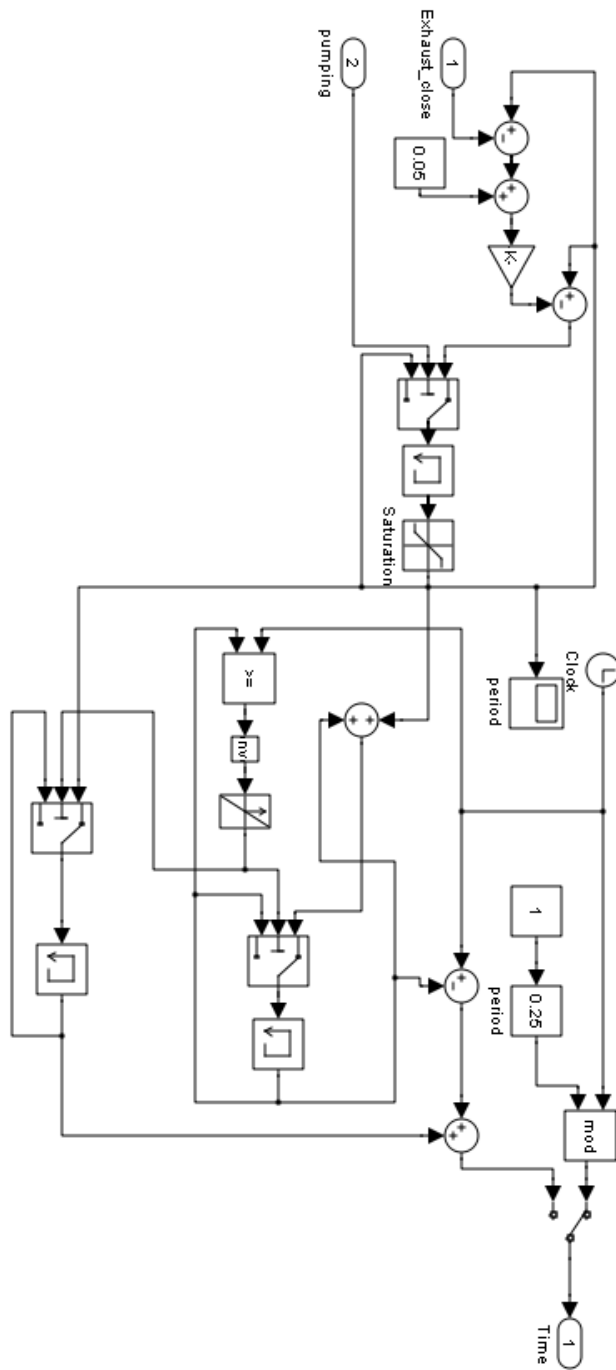 mod
Clock
1
Time
1
0.25
period
period
K-
1
Exhaust_close
0.05
Saturation
2
pumping
>=